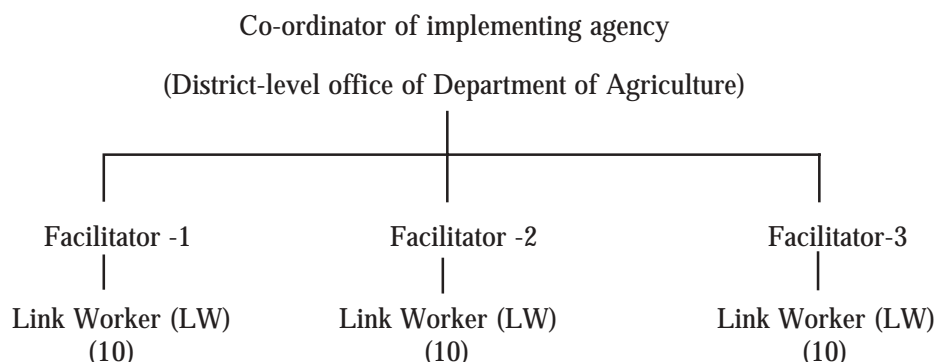 Co-ordinator of implementing agency
(District-level office of Department of Agriculture)
Facilitator -1 Facilitator -2 Facilitator-3
Link Worker (LW) Link Worker (LW) Link Worker (LW)
(10) (10) (10)